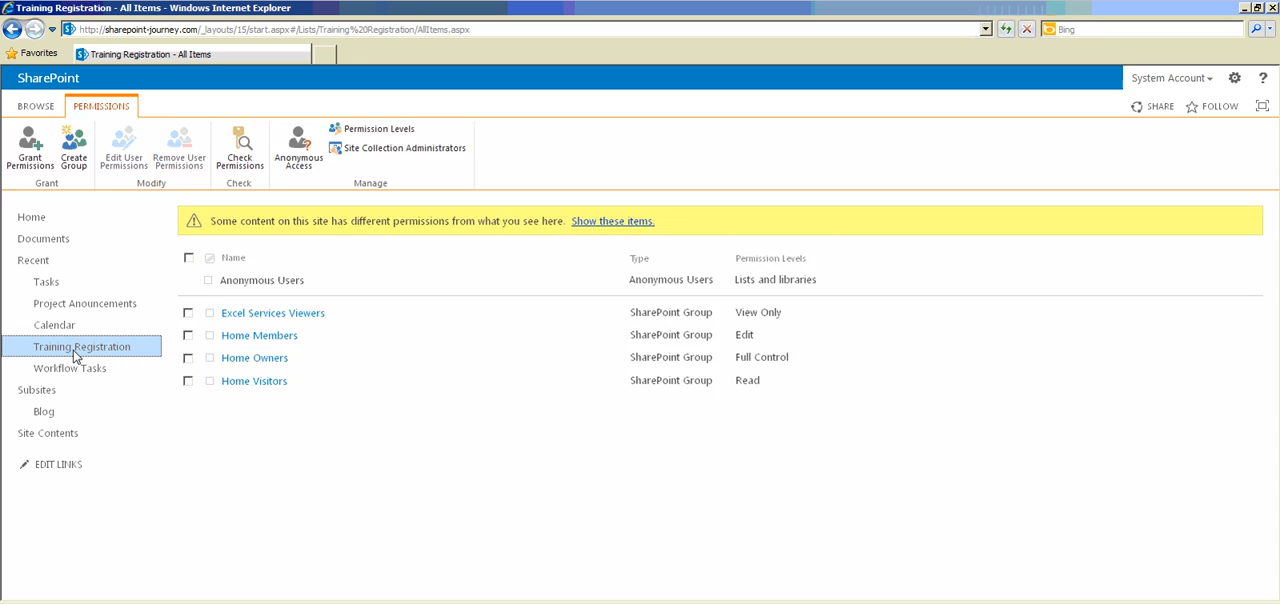 Training Registration - All Items - Windows Internet Explorer
http://sharepoint-journey.com/_layouts/15/start.aspx#/Lists/Training%20Registration/AllItems.aspx
Bing
Favorites
Training Registration - All Items
SharePoint
System Account
?
BROWSE PERMISSIONS
SHARE FOLLOW
Grant Permissions
Create Group
Edit User Permissions
Remove User Permissions
Check Permissions
Anonymous Access
Permission Levels
Site Collection Administrators
Grant
Modify
Check
Manage
Home
Documents
Recent
Tasks
Project Anouncements
Calendar
Training Registration
Workflow Tasks
Subsites
Blog
Site Contents
EDIT LINKS
Some content on this site has different permissions from what you see here. Show these items.
Name Type Permission Levels
Anonymous Users Anonymous Users Lists and libraries
Excel Services Viewers SharePoint Group View Only
Home Members SharePoint Group Edit
Home Owners SharePoint Group Full Control
Home Visitors SharePoint Group Read